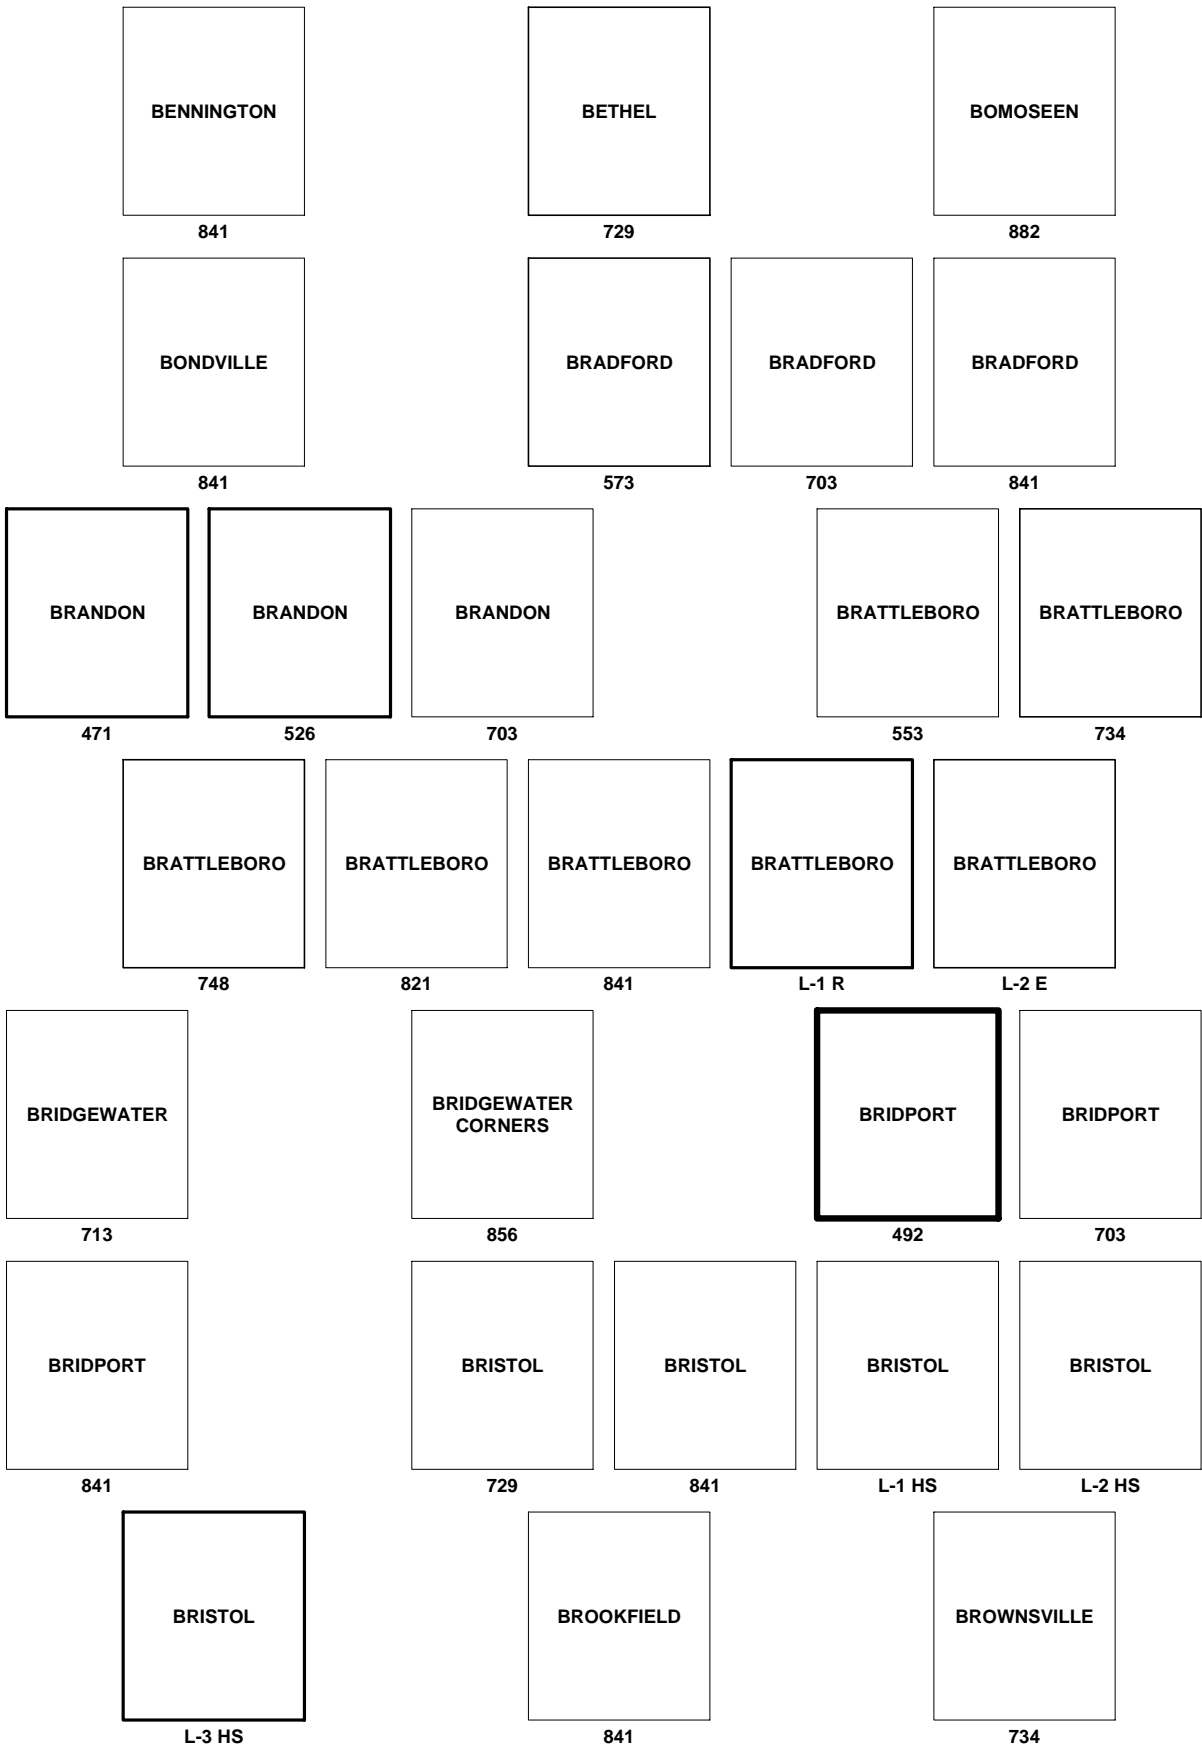 BENNINGTON
BETHEL
BOMOSEEN
841
729
882
BONDVILLE
BRADFORD
BRADFORD
BRADFORD
841
573
703
841
BRANDON
BRANDON
BRANDON
BRATTLEBORO
BRATTLEBORO
471
526
703
553
734
BRATTLEBORO
BRATTLEBORO
BRATTLEBORO
BRATTLEBORO
BRATTLEBORO
748
821
841
L-1 R
L-2 E
BRIDGEWATER
BRIDGEWATER
CORNERS
BRIDPORT
BRIDPORT
713
856
492
703
BRIDPORT
BRISTOL
BRISTOL
BRISTOL
BRISTOL
841
729
841
L-1 HS
L-2 HS
BRISTOL
BROOKFIELD
BROWNSVILLE
L-3 HS
841
734